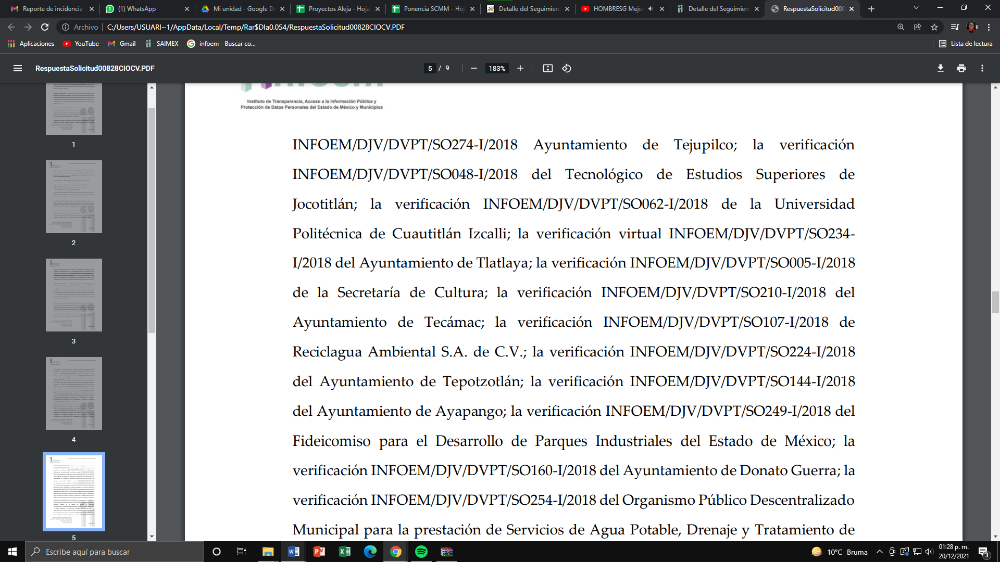 Reporte de incidencia
(1) WhatsApp
Mi unidad - Google Dr
Proyectos Aleja - Hoja
Ponencia SCMM - Hoj
Detalle del Seguimient
HOMBRESG Mejor
Detalle del Seguimient
RespuestaSolicitud008
Archivo
C:/Users/USUARI~1/AppData/Local/Temp/Rar$DIa0.054/RespuestaSolicitud00828CIOCV.PDF
Aplicaciones
YouTube
Gmail
SAIMEX
infoem - Buscar co...
Lista de lectura
RespuestaSolicitud00828CIOCV.PDF
5 / 9
183%
1
2
3
4
5
Instituto de Transparencia, Acceso a la Información Pública y
Protección de Datos Personales del Estado de México y Municipios
INFOEM/DJV/DVPT/SO274-I/2018 Ayuntamiento de Tejupilco; la verificación
INFOEM/DJV/DVPT/SO048-I/2018 del Tecnológico de Estudios Superiores de
Jocotitlán; la verificación INFOEM/DJV/DVPT/SO062-I/2018 de la Universidad
Politécnica de Cuautitlán Izcalli; la verificación virtual INFOEM/DJV/DVPT/SO234-
I/2018 del Ayuntamiento de Tlatlaya; la verificación INFOEM/DJV/DVPT/SO005-I/2018
de la Secretaría de Cultura; la verificación INFOEM/DJV/DVPT/SO210-I/2018 del
Ayuntamiento de Tecámac; la verificación INFOEM/DJV/DVPT/SO107-I/2018 de
Reciclagua Ambiental S.A. de C.V.; la verificación INFOEM/DJV/DVPT/SO224-I/2018
del Ayuntamiento de Tepotzotlán; la verificación INFOEM/DJV/DVPT/SO144-I/2018
del Ayuntamiento de Ayapango; la verificación INFOEM/DJV/DVPT/SO249-I/2018 del
Fideicomiso para el Desarrollo de Parques Industriales del Estado de México; la
verificación INFOEM/DJV/DVPT/SO160-I/2018 del Ayuntamiento de Donato Guerra; la
verificación INFOEM/DJV/DVPT/SO254-I/2018 del Organismo Público Descentralizado
Municipal para la prestación de Servicios de Agua Potable, Drenaje y Tratamiento de
Escribe aquí para buscar
10°C Bruma
01:28 p. m.
20/12/2021
3